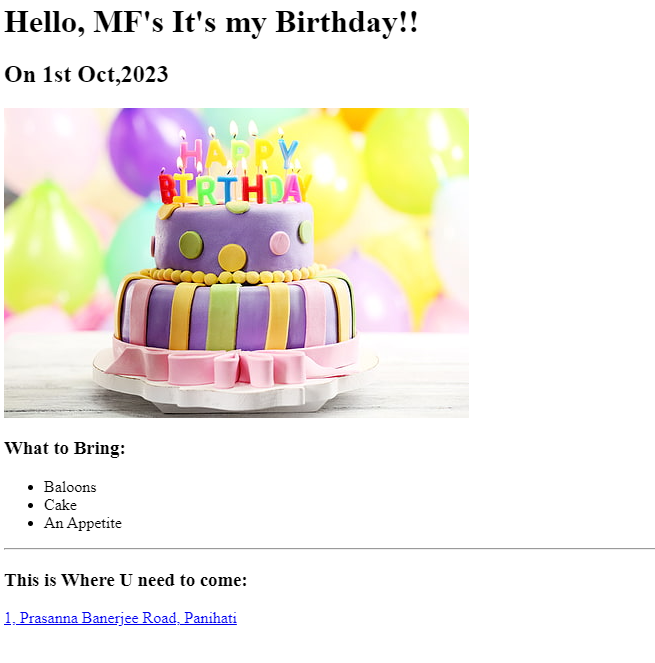 Hello, MF's It's my Birthday!!
On 1st Oct,2023
HAPPY
BIRTHDAY
What to Bring:
Baloons
Cake
An Appetite
This is Where U need to come:
1, Prasanna Banerjee Road, Panihati